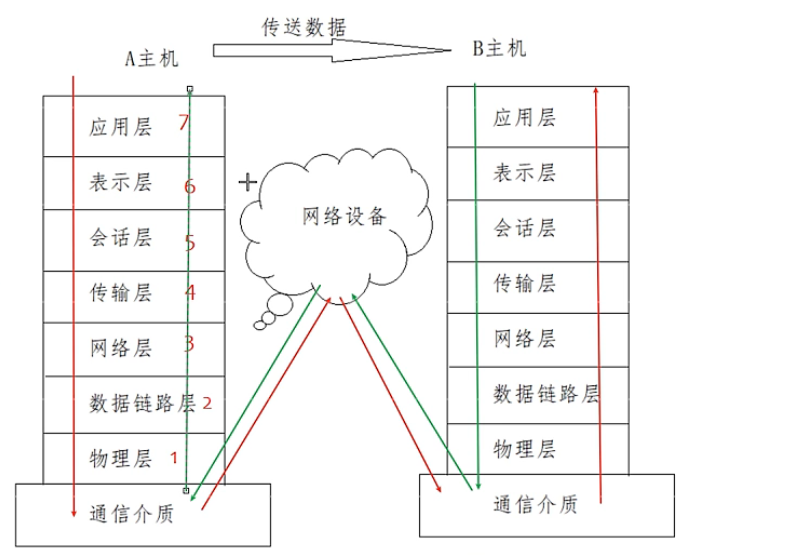 传送数据
A主机
B主机
应用层 7
表示层 6
会话层 5
传输层 4
网络层 3
数据链路层 2
物理层 1
通信介质
网络设备
应用层
表示层
会话层
传输层
网络层
数据链路层
物理层
通信介质